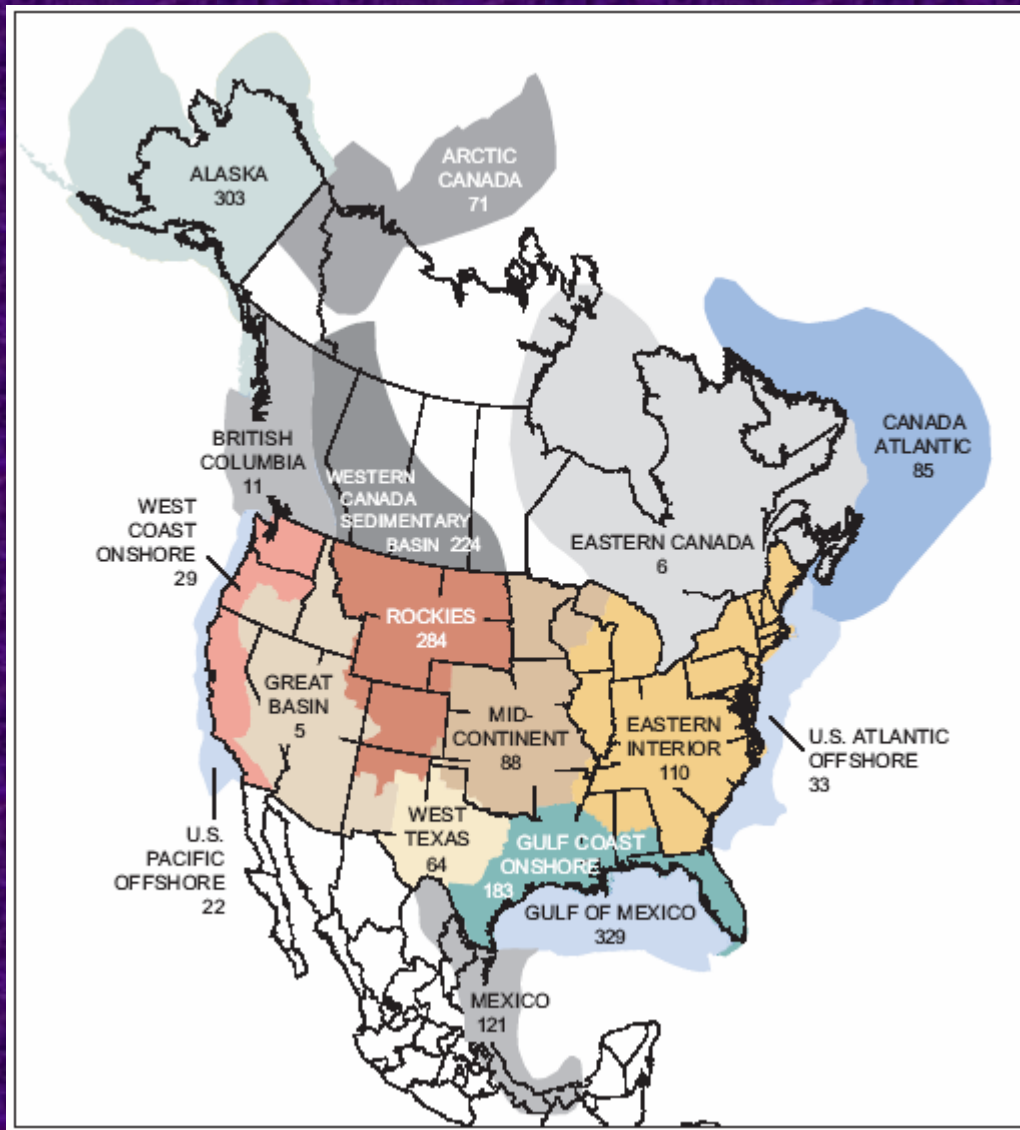 ALASKA
303
ARCTIC
CANADA
71
BRITISH
COLUMBIA
11
WESTERN
CANADA
SEDIMENTARY
BASIN 224
CANADA
ATLANTIC
85
WEST
COAST
ONSHORE
29
EASTERN CANADA
6
ROCKIES
284
GREAT
BASIN
5
MID-
CONTINENT
88
EASTERN
INTERIOR
110
U.S. ATLANTIC
OFFSHORE
33
U.S.
PACIFIC
OFFSHORE
22
WEST
TEXAS
64
GULF COAST
ONSHORE
183
GULF OF MEXICO
329
MEXICO
121